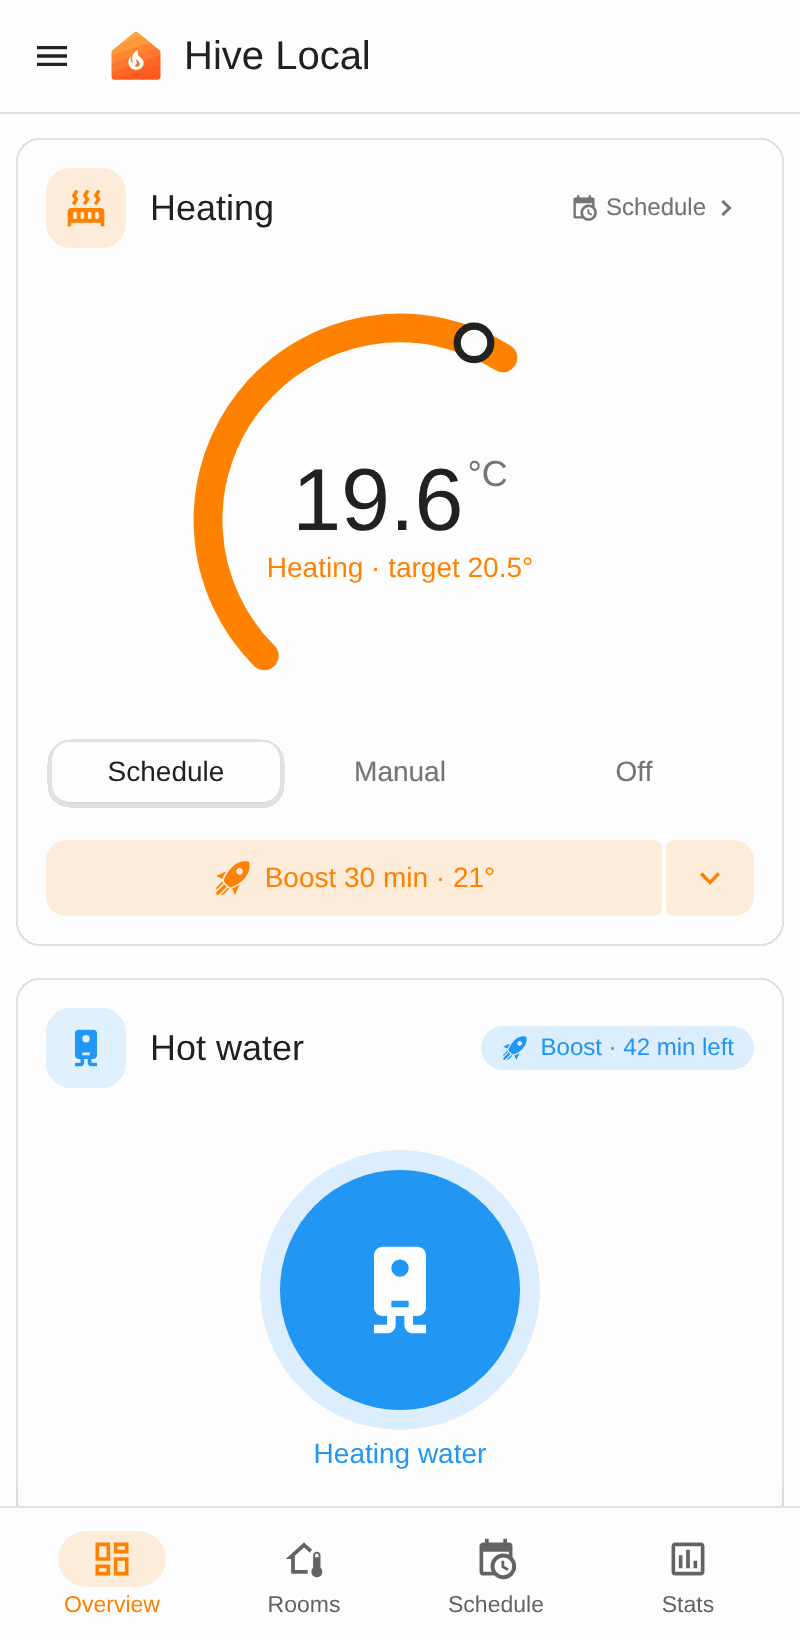 Hive Local
Heating
Schedule
19.6 °C
Heating · target 20.5°
Schedule
Manual
Off
Boost 30 min · 21°
Hot water
Boost · 42 min left
Heating water
Overview
Rooms
Schedule
Stats